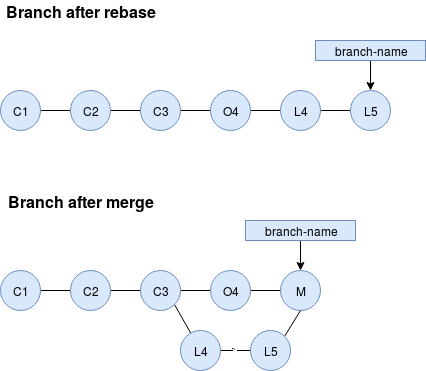 Branch after rebase
branch-name
C1 C2 C3 O4 L4 L5
Branch after merge
branch-name
C1 C2 C3 O4 M
L4 L5